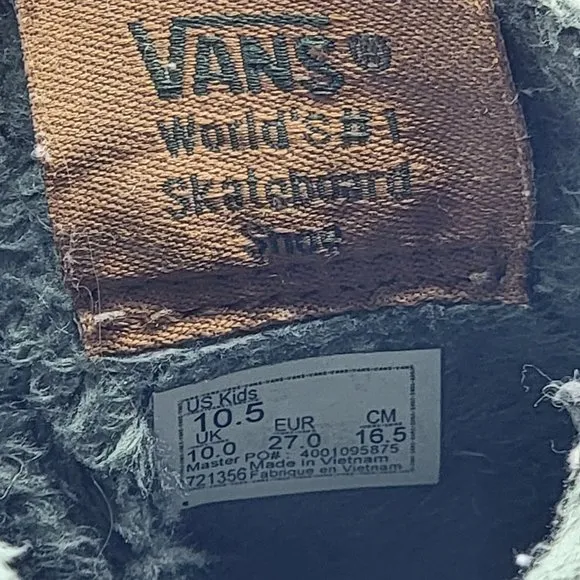 VANS®
World's #1
Skateboard
Shoe
US Kids
10.5
UK EUR CM
10.0 27.0 16.5
Master PO#: 4001095875
721356 Made in Vietnam
Fabrique en Vietnam